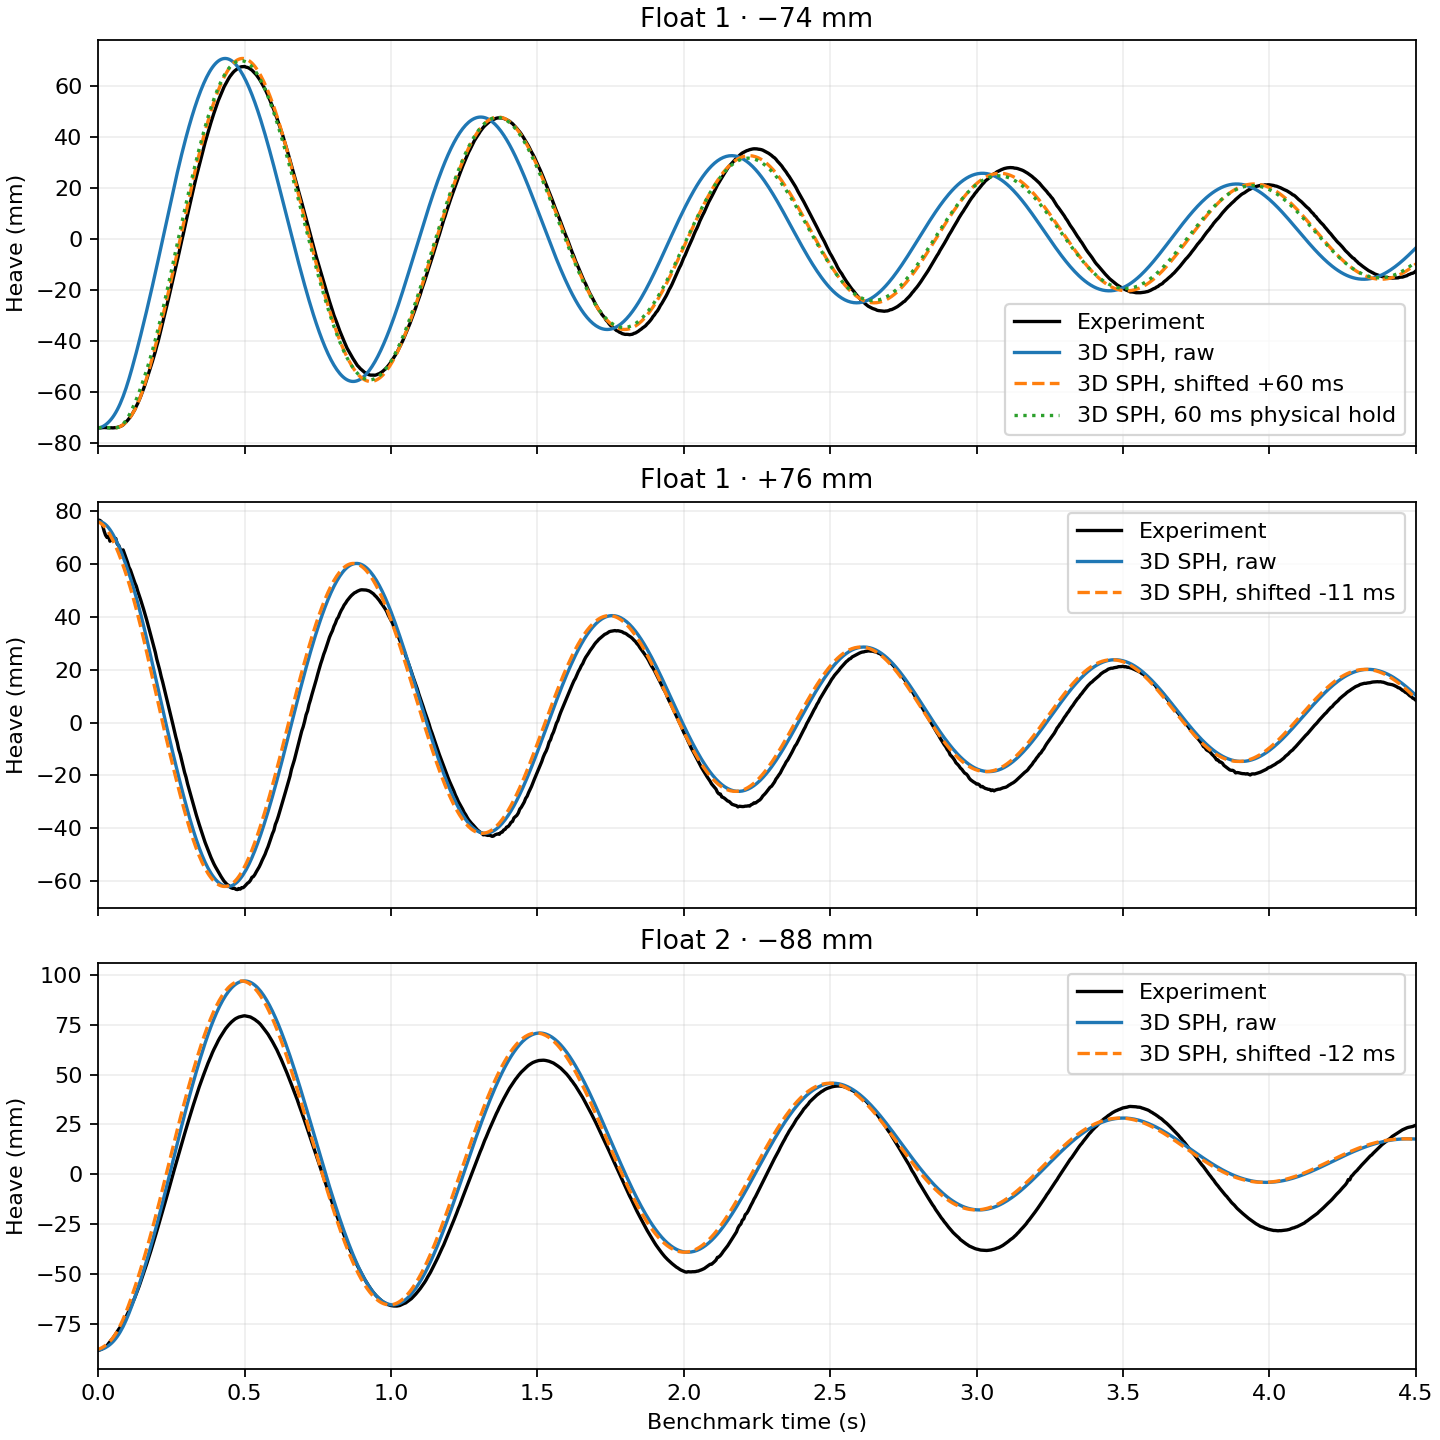 Float 1 · −74 mm
Heave (mm)
60
40
20
0
−20
−40
−60
−80
Experiment
3D SPH, raw
3D SPH, shifted +60 ms
3D SPH, 60 ms physical hold
Float 1 · +76 mm
Heave (mm)
80
60
40
20
0
−20
−40
−60
Experiment
3D SPH, raw
3D SPH, shifted -11 ms
Float 2 · −88 mm
Heave (mm)
100
75
50
25
0
−25
−50
−75
Experiment
3D SPH, raw
3D SPH, shifted -12 ms
0.0 0.5 1.0 1.5 2.0 2.5 3.0 3.5 4.0 4.5
Benchmark time (s)